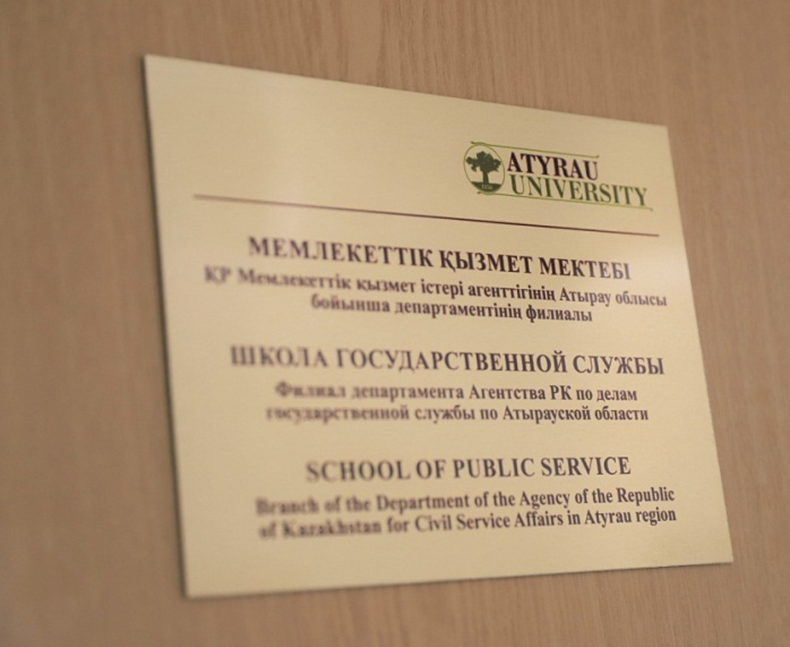 ATYRAU
UNIVERSITY
МЕМЛЕКЕТТІК ҚЫЗМЕТ МЕКТЕБІ
ҚР Мемлекеттік қызмет істері агенттігінің Атырау облысы
бойынша департаментінің филиалы
ШКОЛА ГОСУДАРСТВЕННОЙ СЛУЖБЫ
Филиал департамента Агентства РК по делам
государственной службы по Атырауской области
SCHOOL OF PUBLIC SERVICE
Branch of the Department of the Agency of the Republic
of Kazakhstan for Civil Service Affairs in Atyrau region